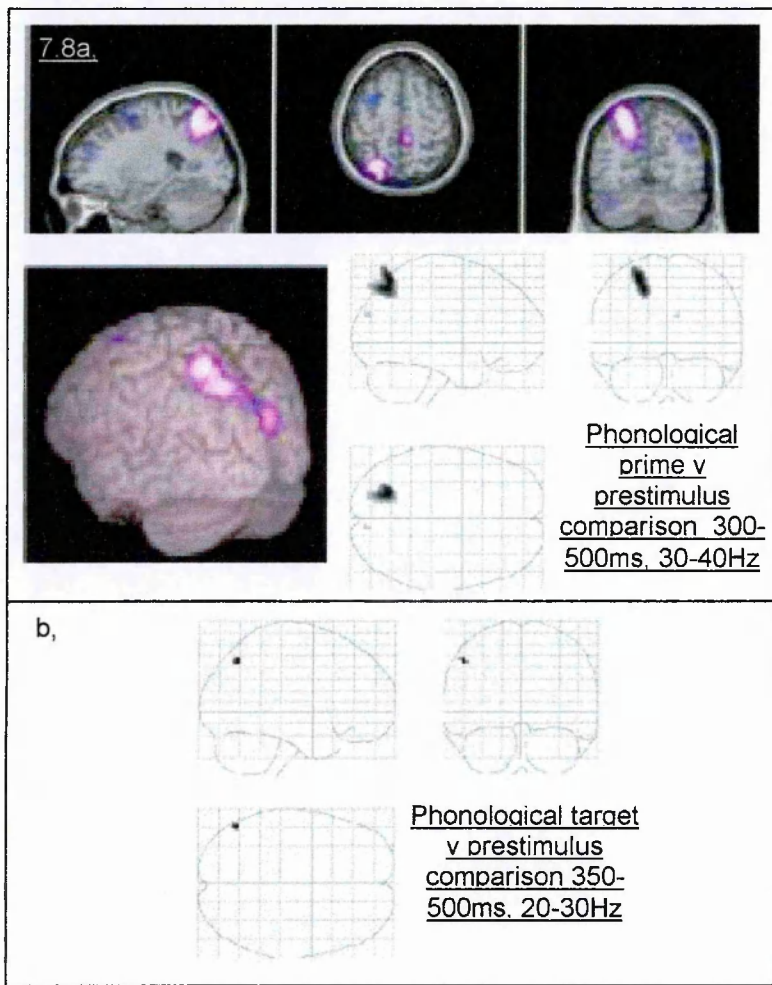 7.8a,
Phonological
prime v
prestimulus
comparison 300-
500ms, 30-40Hz
b,
Phonological target
v prestimulus
comparison 350-
500ms, 20-30Hz